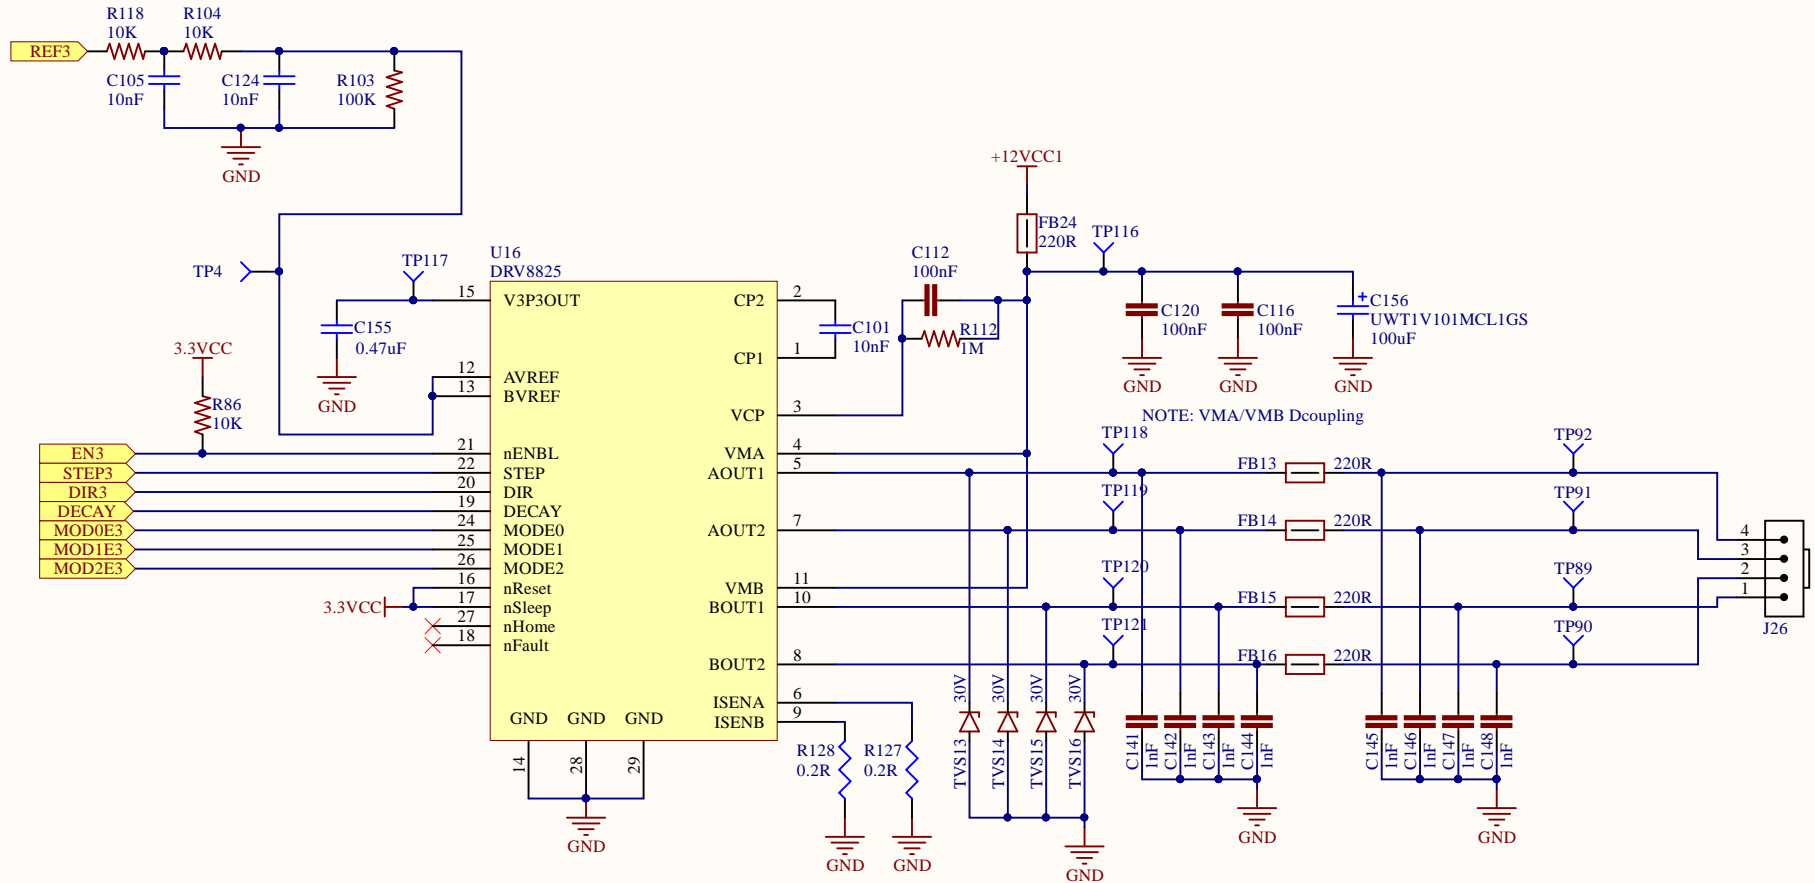 R118
10K
R104
10K
REF3
C105
10nF
C124
10nF
R103
100K
GND
+12VCC1
FB24
220R
TP116
TP4
TP117
U16
DRV8825
C112
100nF
R112
1M
C120
100nF
C116
100nF
+
C156
UWT1V101MCL1GS
100uF
GND
GND
GND
NOTE: VMA/VMB Dcoupling
C155
0.47uF
GND
C101
10nF
3.3VCC
R86
10K
EN3
STEP3
DIR3
DECAY
MOD0E3
MOD1E3
MOD2E3
3.3VCC
15 V3P3OUT
12 AVREF
13 BVREF
21 nENBL
22 STEP
20 DIR
19 DECAY
24 MODE0
25 MODE1
26 MODE2
16 nReset
17 nSleep
27 nHome
18 nFault
CP2 2
CP1 1
VCP 3
VMA 4
AOUT1 5
AOUT2 7
VMB 11
BOUT1 10
BOUT2 8
ISENA 6
ISENB 9
GND GND GND
14
28
29
GND
TP118
FB13 220R
TP92
TP119
FB14 220R
TP91
TP120
FB15 220R
TP89
TP121
FB16 220R
TP90
4
3
2
1
J26
R128
0.2R
R127
0.2R
GND
GND
30V
30V
30V
30V
TVS13
TVS14
TVS15
TVS16
GND
C141
1nF
C142
1nF
C143
1nF
C144
1nF
GND
C145
1nF
C146
1nF
C147
1nF
C148
1nF
GND